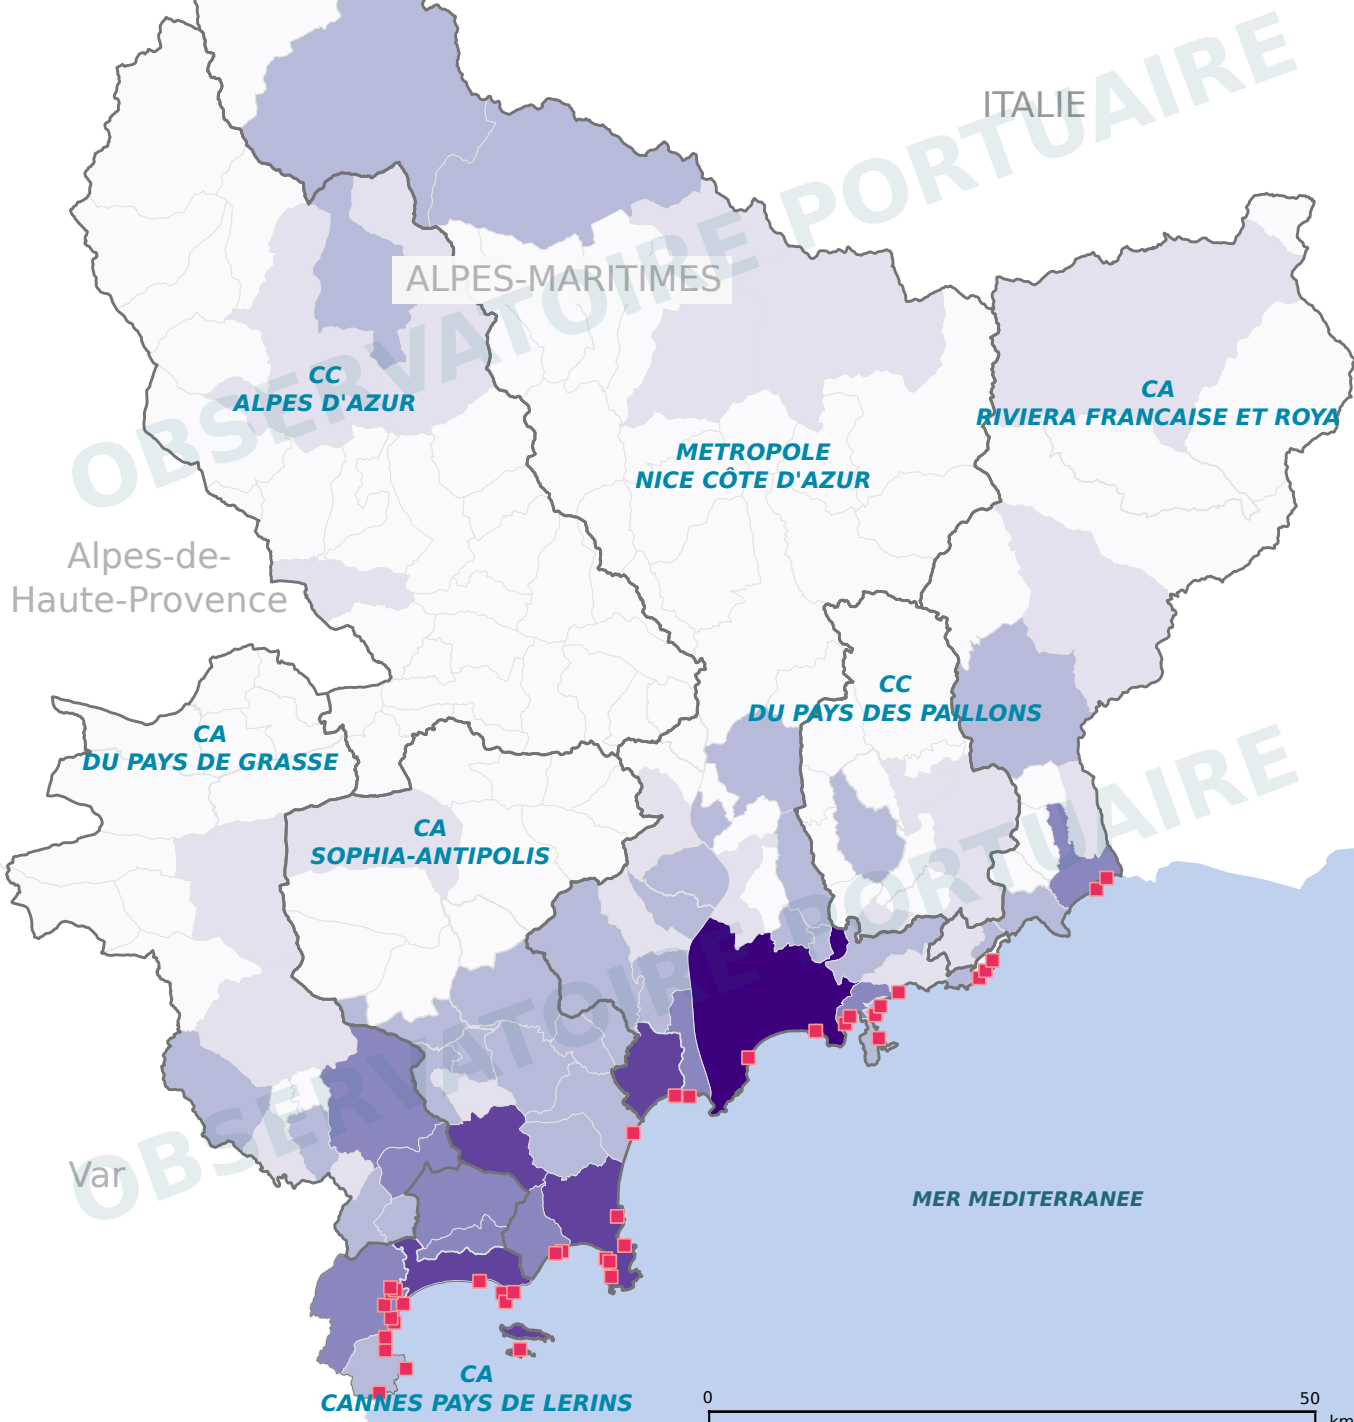 ITALIE
OBSERVATOIRE PORTUAIRE
ALPES-MARITIMES
CC
ALPES D'AZUR
CA
RIVIERA FRANCAISE ET ROYA
METROPOLE
NICE CÔTE D'AZUR
Alpes-de-
Haute-Provence
CC
DU PAYS DES PAILLONS
CA
DU PAYS DE GRASSE
CA
SOPHIA-ANTIPOLIS
OBSERVATOIRE PORTUAIRE
Var
MER MEDITERRANEE
CA
CANNES PAYS DE LERINS
0
50
km